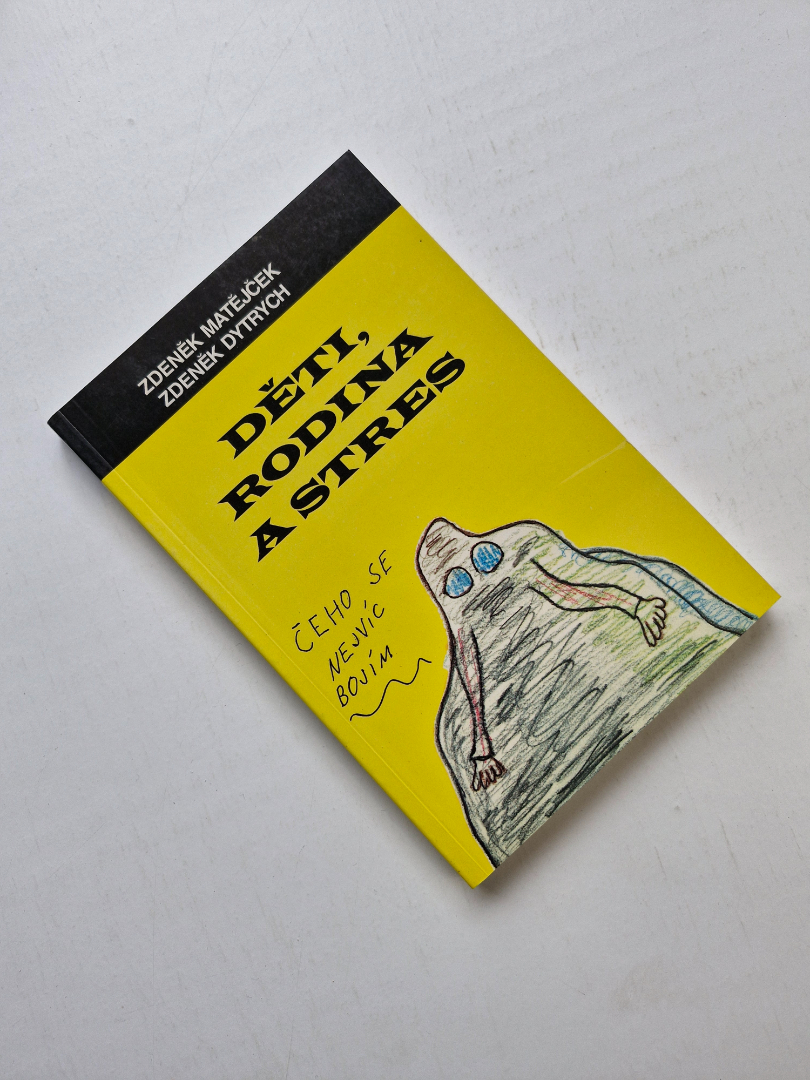 ZDENĚK MATĚJČEK
ZDENĚK DYTRYCH
DĚTI,
RODINA
A STRES
ČEHO SE
NEJVÍC
BOJÍM